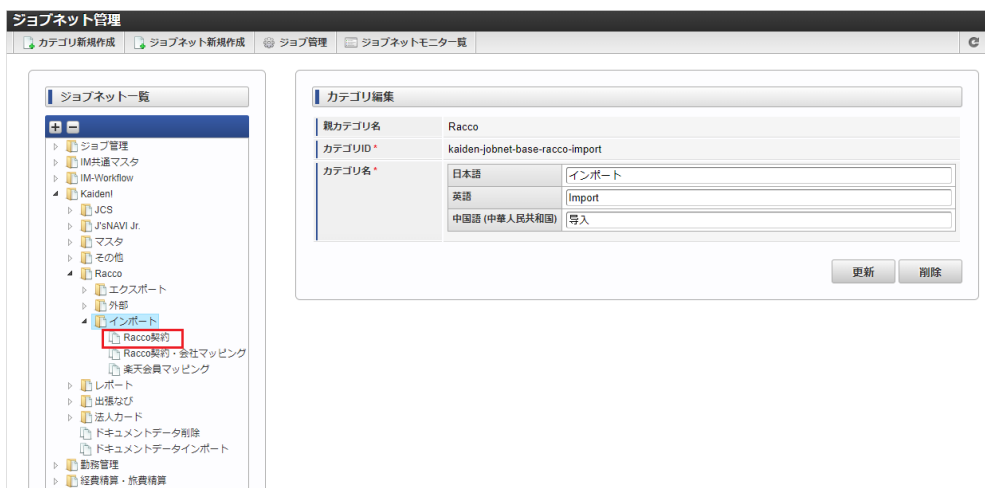 ジョブネット管理
カテゴリ新規作成 ジョブネット新規作成 ジョブ管理 ジョブネットモニタ一覧
ジョブネット一覧
ジョブ管理
IM共通マスタ
IM-Workflow
Kaiden!
JCS
J'sNAVI Jr.
マスタ
その他
Racco
エクスポート
外部
インポート
Racco契約
Racco契約・会社マッピング
楽天会員マッピング
レポート
出張なび
法人カード
ドキュメントデータ削除
ドキュメントデータインポート
勤務管理
経費精算・旅費精算
カテゴリ編集
親カテゴリ名 Racco
カテゴリID * kaiden-jobnet-base-racco-import
カテゴリ名 *
日本語 インポート
英語 Import
中国語 (中華人民共和国) 导入
更新 削除